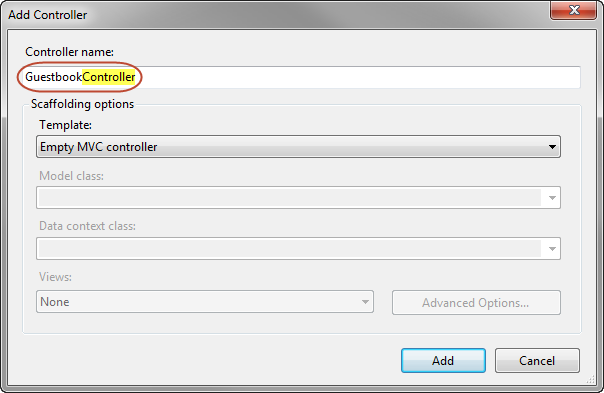 Add Controller
Controller name:
GuestbookController
Scaffolding options
Template:
Empty MVC controller
Model class:
Data context class:
Views:
None
Advanced Options...
Add
Cancel